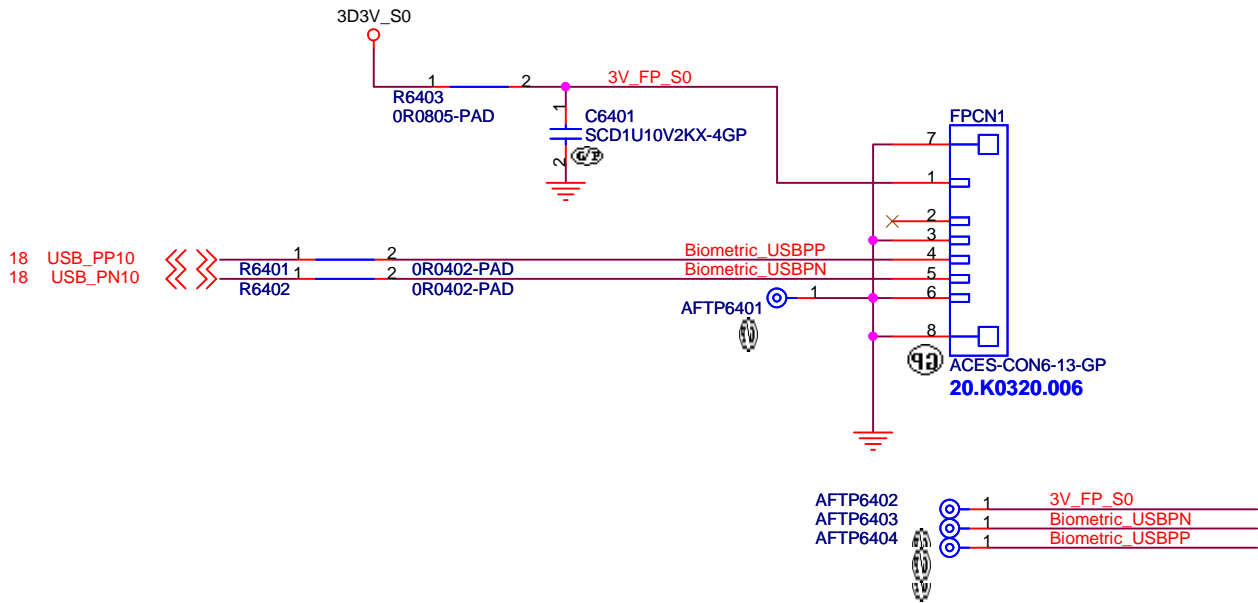 3D3V_S0
1 2 3V_FP_S0
R6403
0R0805-PAD
1 C6401
SCD1U10V2KX-4GP
2 G/P
FPCN1
7
1
2
3
18 USB_PP10 1 2 Biometric_USBPP 4
R6401 0R0402-PAD
18 USB_PN10 1 2 Biometric_USBPN 5
R6402 0R0402-PAD
AFTP6401 1 6
8
GP
ACES-CON6-13-GP
20.K0320.006
AFTP6402 1 3V_FP_S0
AFTP6403 1 Biometric_USBPN
AFTP6404 1 Biometric_USBPP